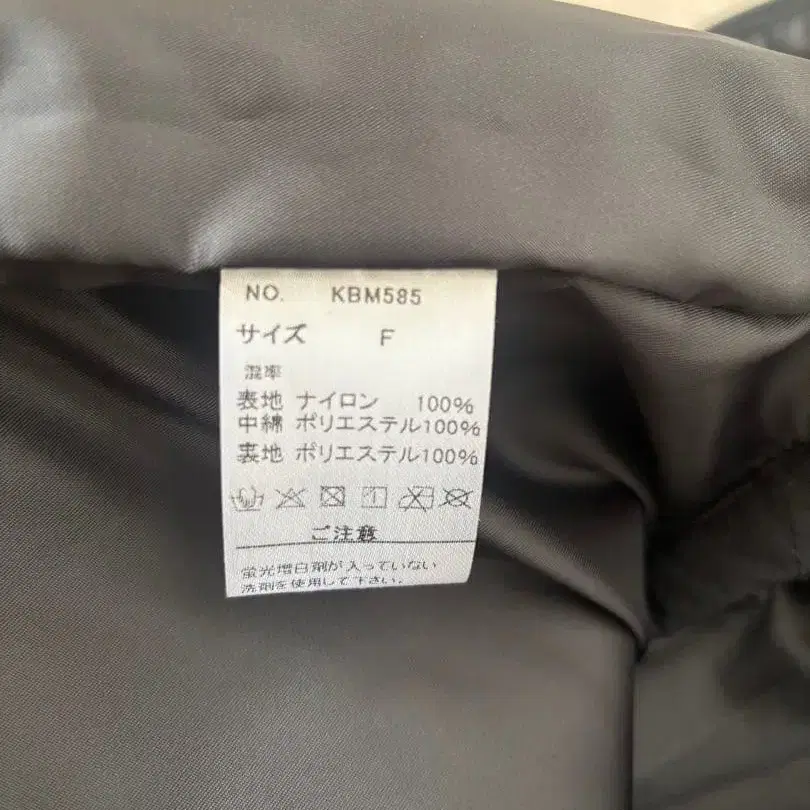 NO. KBM585
サイズ F
混率
表地 ナイロン 100%
中綿 ポリエステル100%
裏地 ポリエステル100%
ご注意
蛍光増白剤が入っていない
洗剤を使用して下さい.